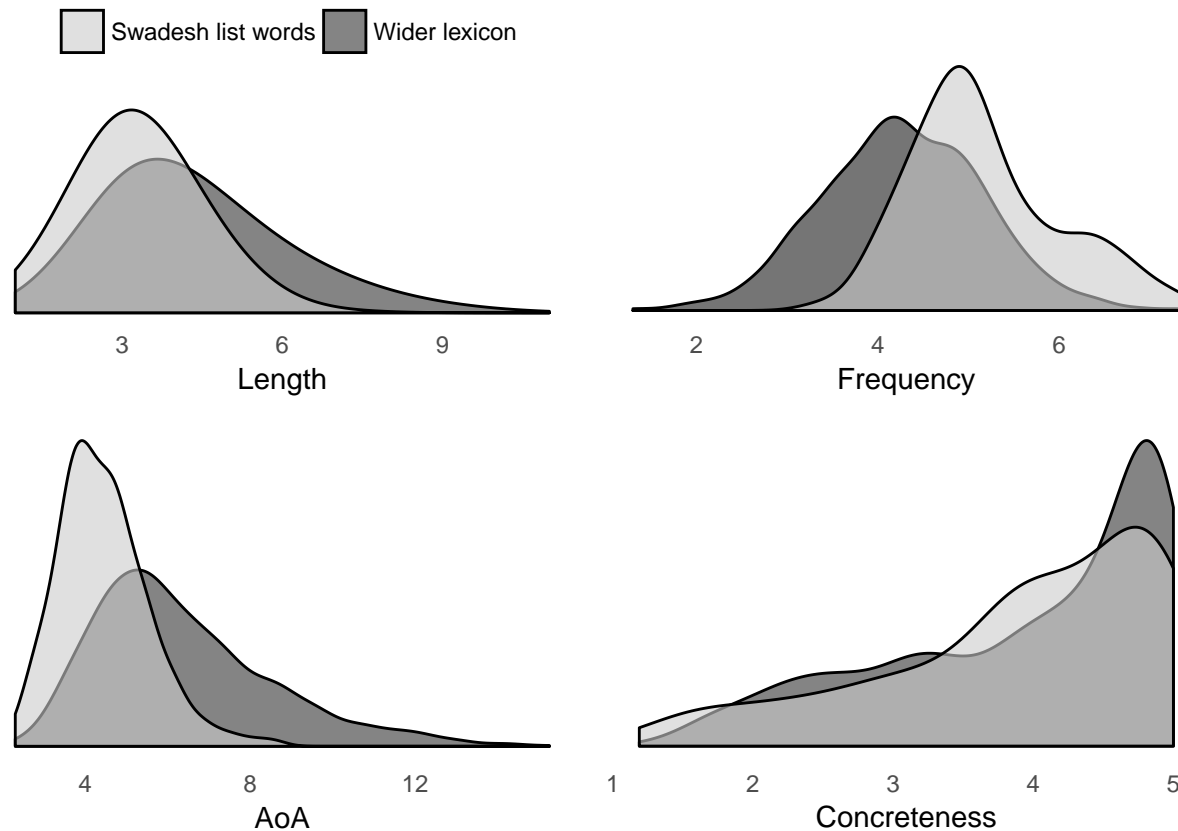 Swadesh list words Wider lexicon
3 6 9
Length
2 4 6
Frequency
4 8 12
AoA
1 2 3 4 5
Concreteness